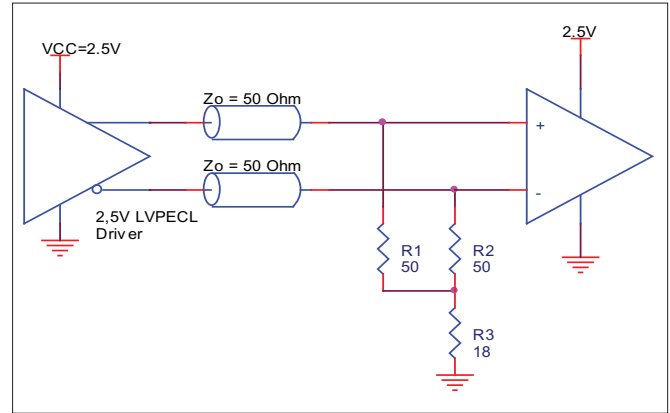 2.5V
VCC=2.5V
Zo = 50 Ohm
+
Zo = 50 Ohm
-
2,5V LVPECL
Driver
R1
50
R2
50
R3
18